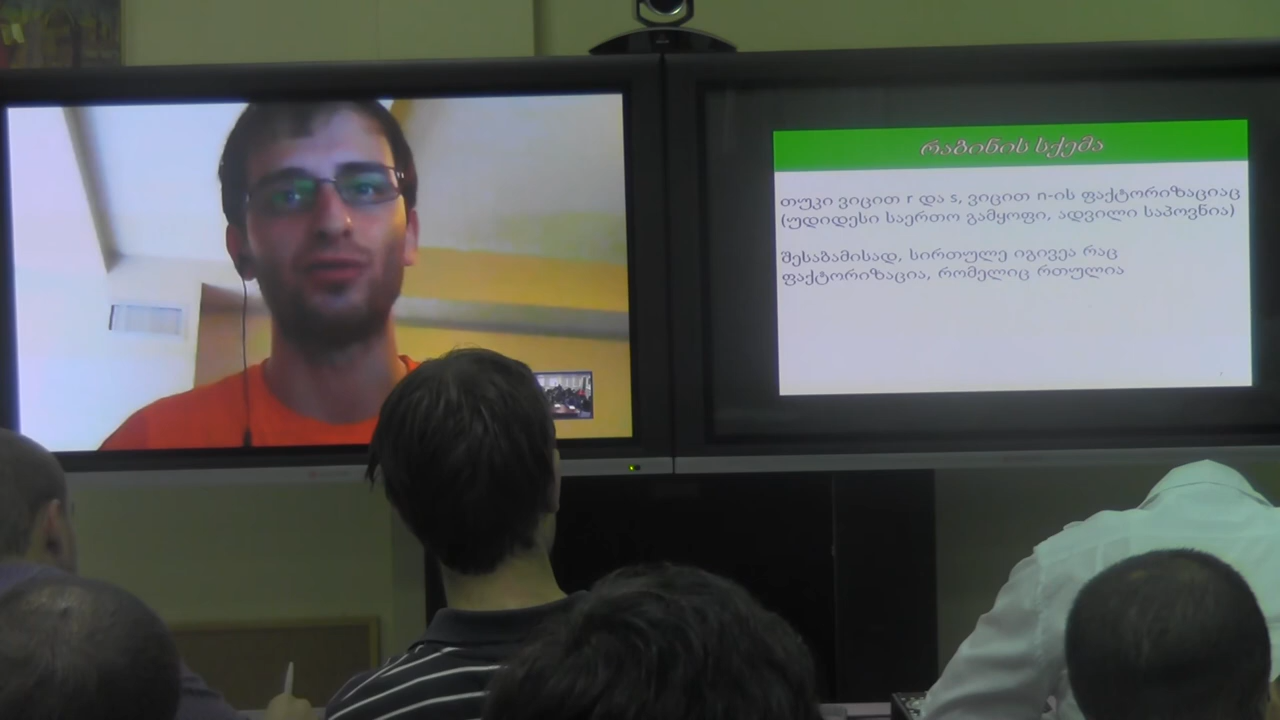 რაბინის სქემა
თუკი ვიცით r და s, ვიცით n-ის ფაქტორიზაციაც
(უდიდესი საერთო გამყოფი, ადვილი საპოვნია)
შესაბამისად, სირთულე იგივეა რაც
ფაქტორიზაცია, რომელიც რთულია